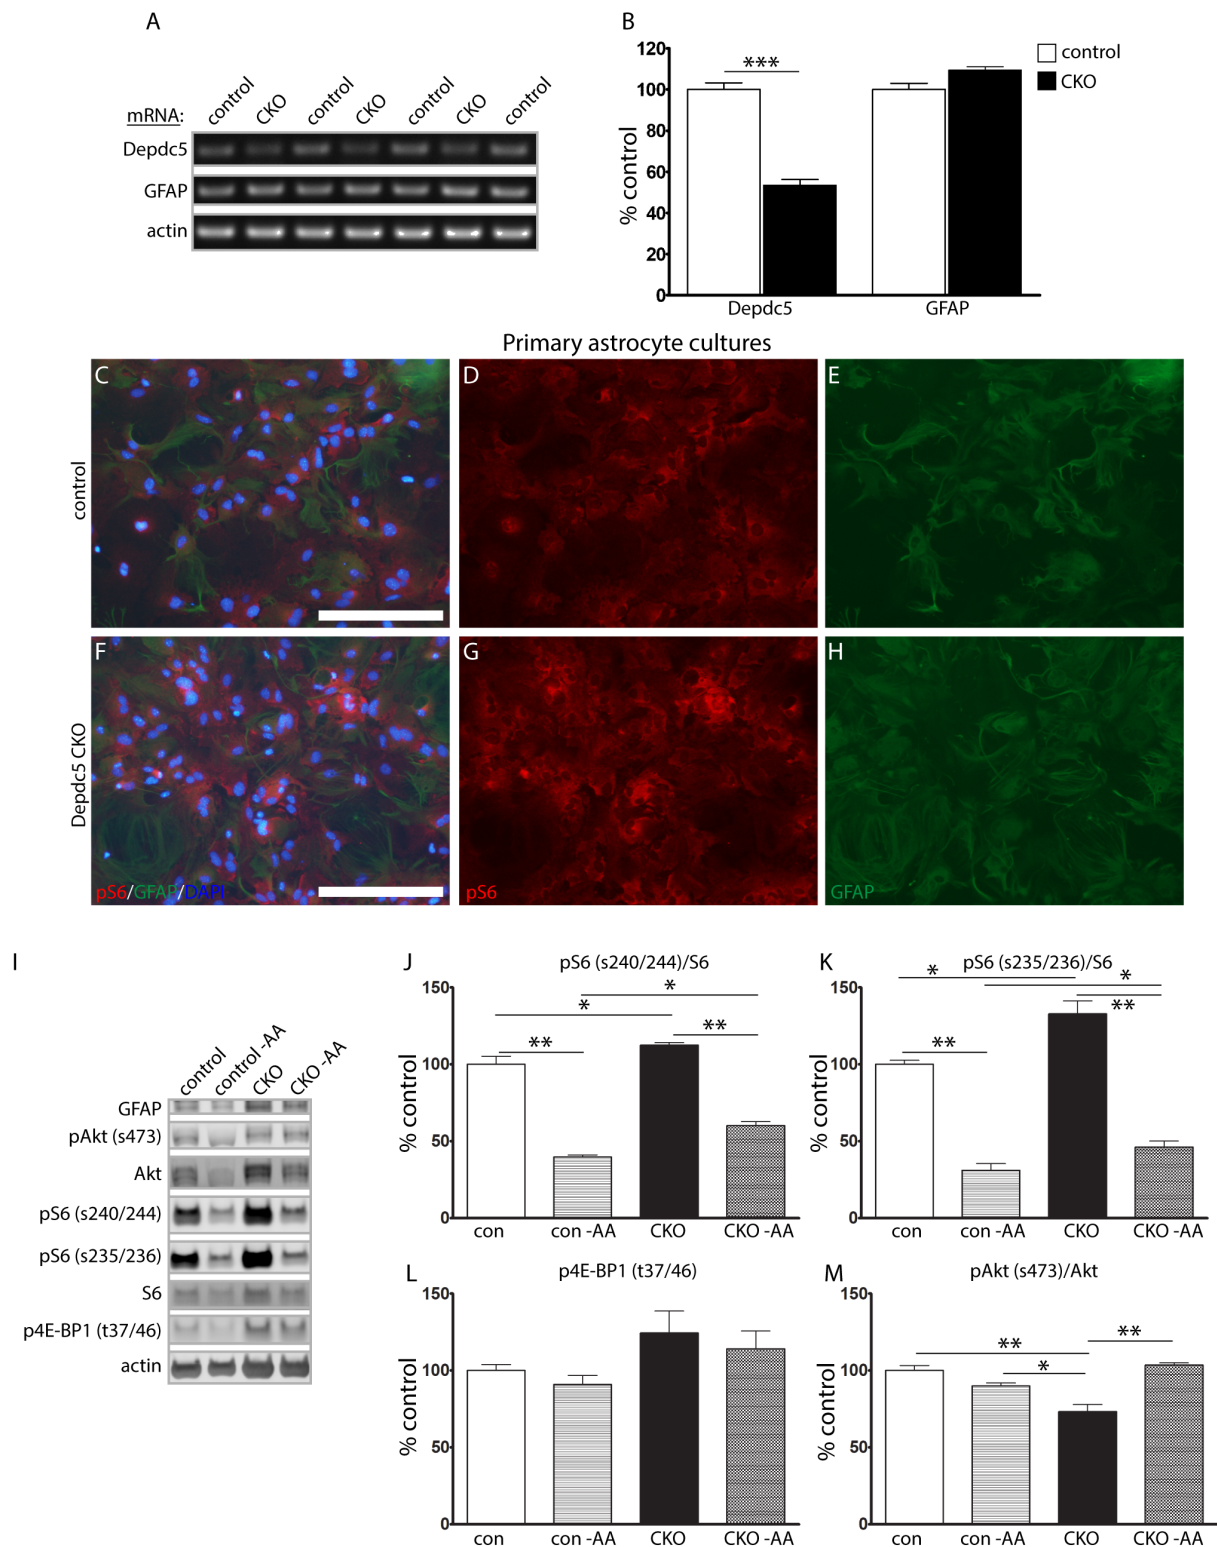 A
control CKO control CKO control CKO control
mRNA:
Depdc5
GFAP
actin
B
120
100
80
60
40
20
0
% control
***
control
CKO
Depdc5 GFAP
Primary astrocyte cultures
control
C
D
E
Depdc5 CKO
F
pS6/GFAP/DAPI
G
pS6
H
GFAP
I
control control -AA CKO CKO -AA
GFAP
pAkt (s473)
Akt
pS6 (s240/244)
pS6 (s235/236)
S6
p4E-BP1 (t37/46)
actin
J
pS6 (s240/244)/S6
150
100
50
0
% control
*
*
**
**
con con -AA CKO CKO -AA
K
pS6 (s235/236)/S6
150
100
50
0
% control
* *
**
**
con con -AA CKO CKO -AA
L
p4E-BP1 (t37/46)
150
100
50
0
% control
con con -AA CKO CKO -AA
M
pAkt (s473)/Akt
150
100
50
0
% control
** **
*
con con -AA CKO CKO -AA